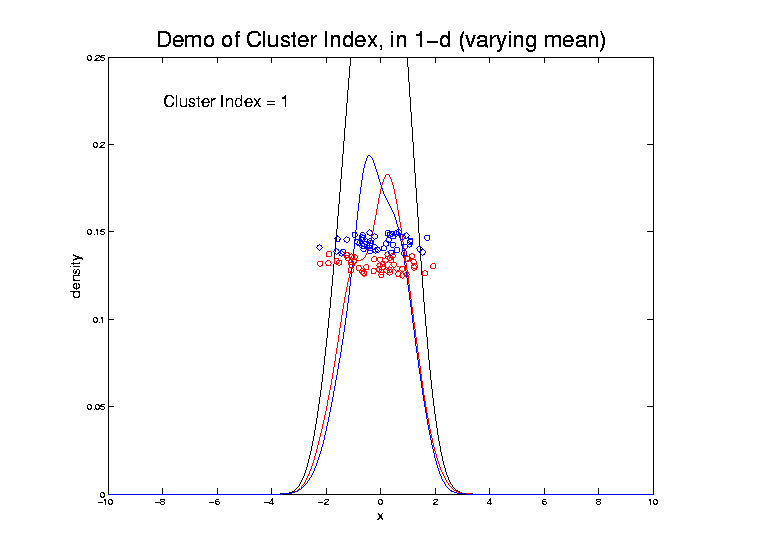 Demo of Cluster Index, in 1-d (varying mean)
0.25
Cluster Index = 1
0.2
0.15
density
0.1
0.05
0
-10 -8 -6 -4 -2 0 2 4 6 8 10
x